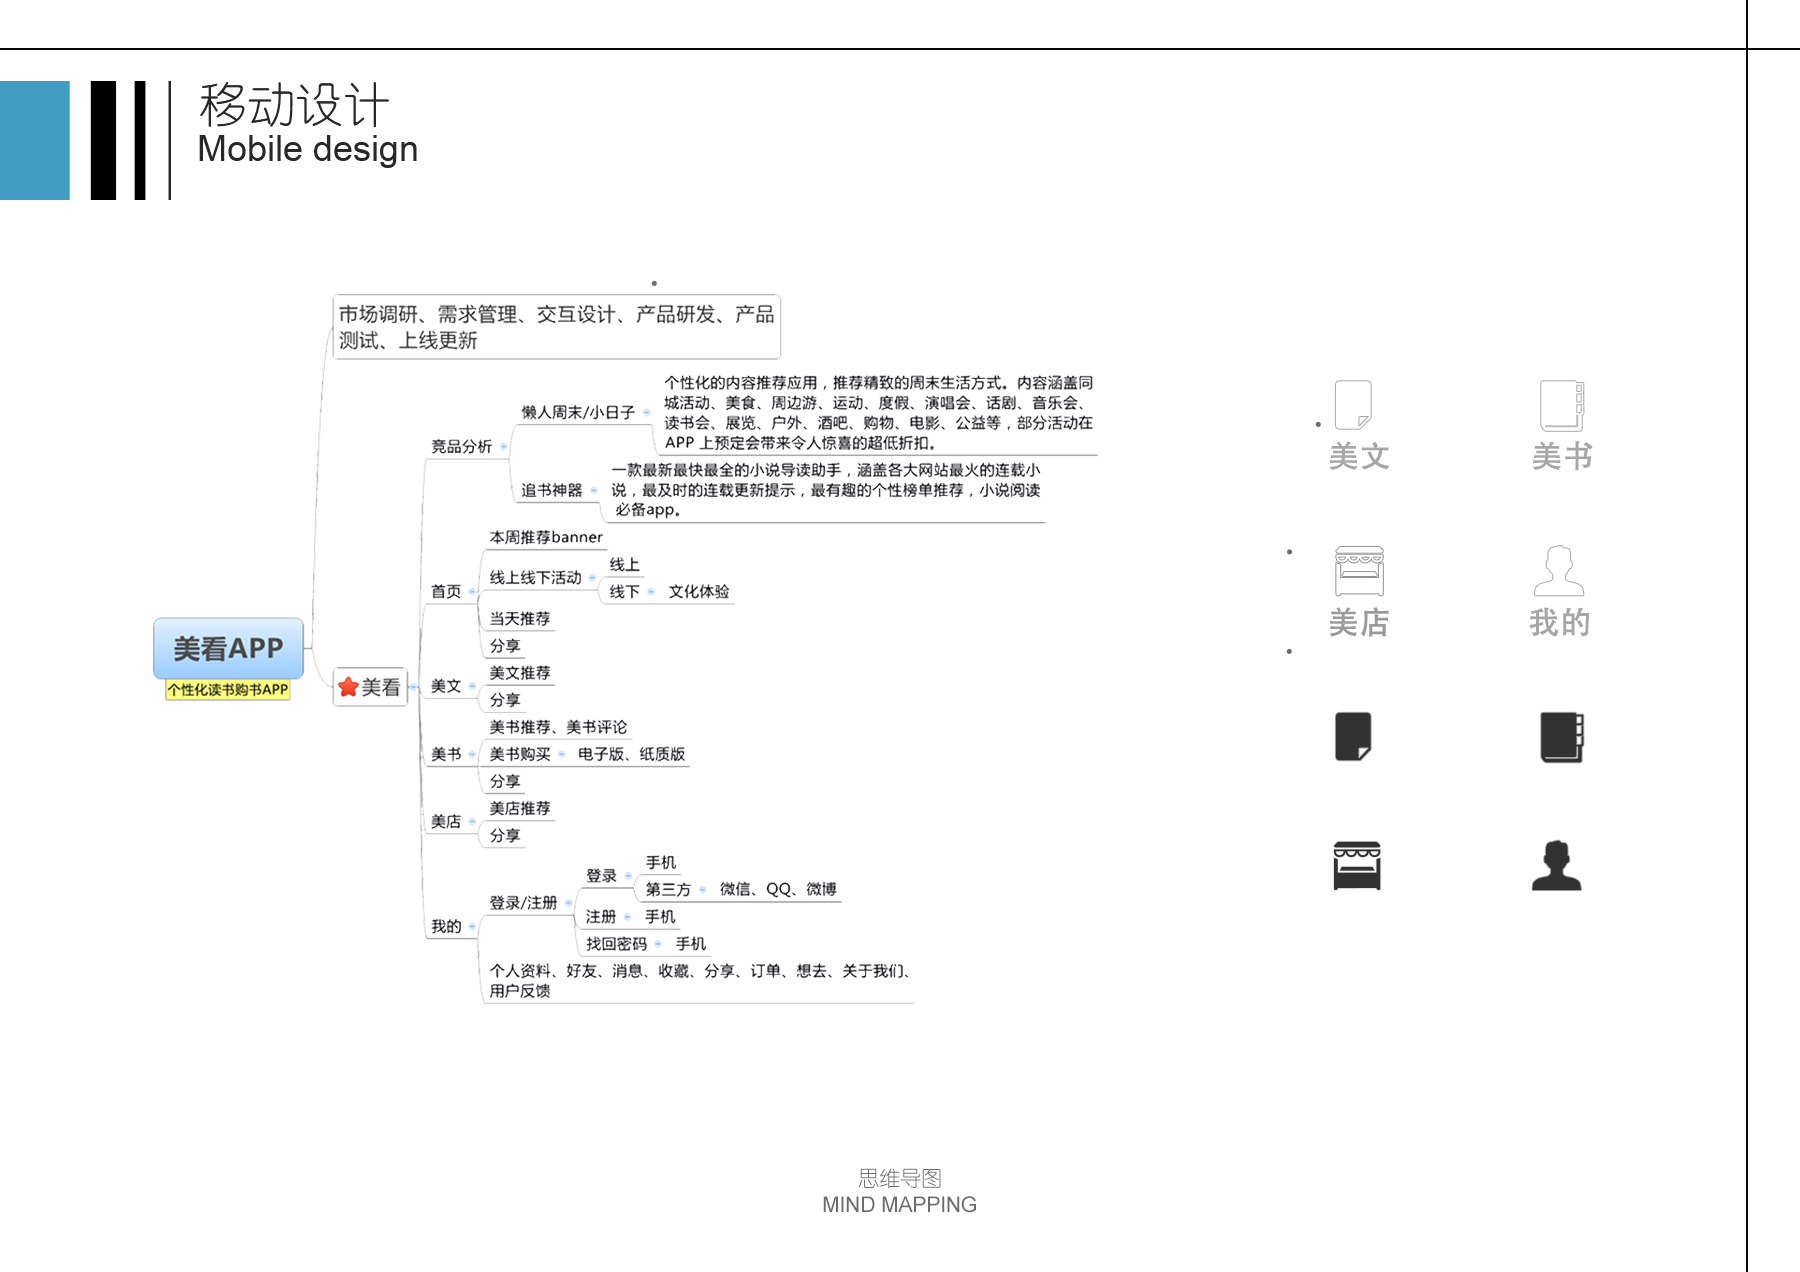 移动设计
Mobile design
市场调研、需求管理、交互设计、产品研发、产品
测试、上线更新
个性化的内容推荐应用，推荐精致的周末生活方式。内容涵盖同
城活动、美食、周边游、运动、度假、演唱会、话剧、音乐会、
读书会、展览、户外、酒吧、购物、电影、公益等，部分活动在
APP 上预定会带来令人惊喜的超低折扣。
懒人周末/小日子
竞品分析
一款最新最快最全的小说导读助手，涵盖各大网站最火的连载小
说，最及时的连载更新提示，最有趣的个性榜单推荐，小说阅读
必备app。
追书神器
本周推荐banner
线上
线上线下活动
首页
线下
文化体验
当天推荐
分享
美看APP
个性化读书购书APP
美看
美文推荐
美文
分享
美书推荐、美书评论
美书
美书购买
电子版、纸质版
分享
美店推荐
美店
分享
手机
登录
第三方
微信、QQ、微博
登录/注册
注册
手机
我的
找回密码
手机
个人资料、好友、消息、收藏、分享、订单、想去、关于我们、
用户反馈
美文
美书
美店
我的
思维导图
MIND MAPPING